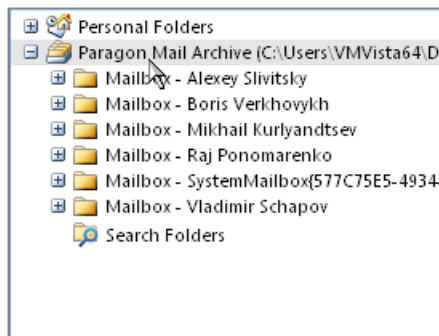 Personal Folders
Paragon Mail Archive (C:\Users\VMVista64\D
Mailbox - Alexey Slivitsky
Mailbox - Boris Verkhovykh
Mailbox - Mikhail Kurlyandtsev
Mailbox - Raj Ponomarenko
Mailbox - SystemMailbox{577C75E5-4934-
Mailbox - Vladimir Schapov
Search Folders